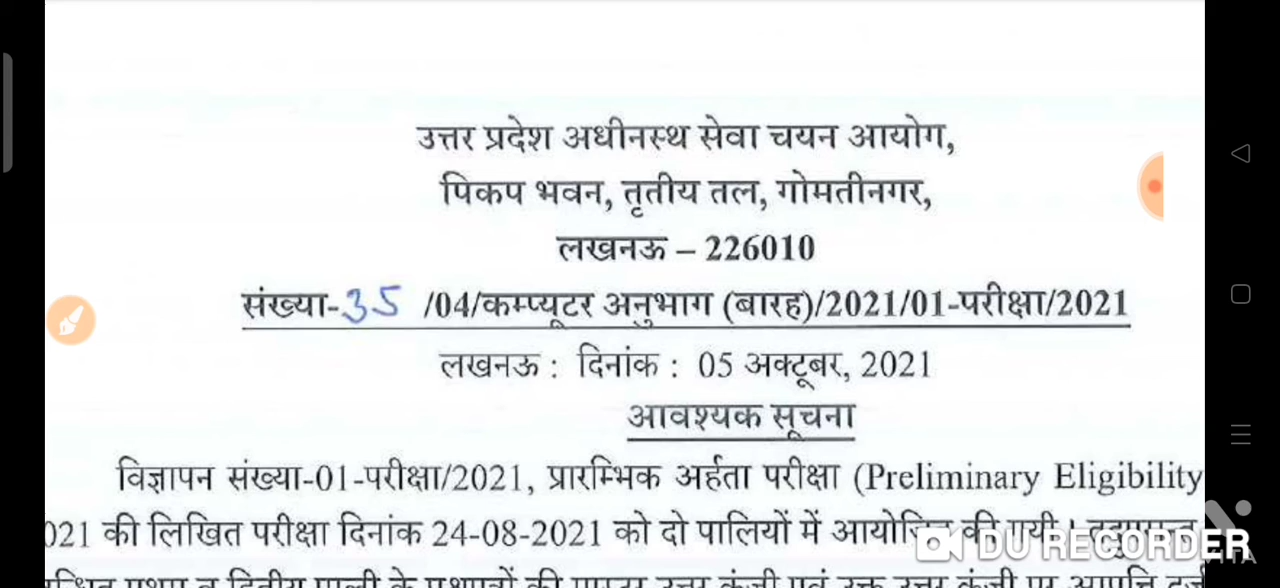 उत्तर प्रदेश अधीनस्थ सेवा चयन आयोग,
पिकप भवन, तृतीय तल, गोमतीनगर,
लखनऊ – 226010
संख्या-35 /04/कम्प्यूटर अनुभाग (बारह)/2021/01-परीक्षा/2021
लखनऊ : दिनांक : 05 अक्टूबर, 2021
आवश्यक सूचना
विज्ञापन संख्या-01-परीक्षा/2021, प्रारम्भिक अर्हता परीक्षा (Preliminary Eligibility
021 की लिखित परीक्षा दिनांक 24-08-2021 को दो पालियों में आयोजित की गयी।
DU RECORDER